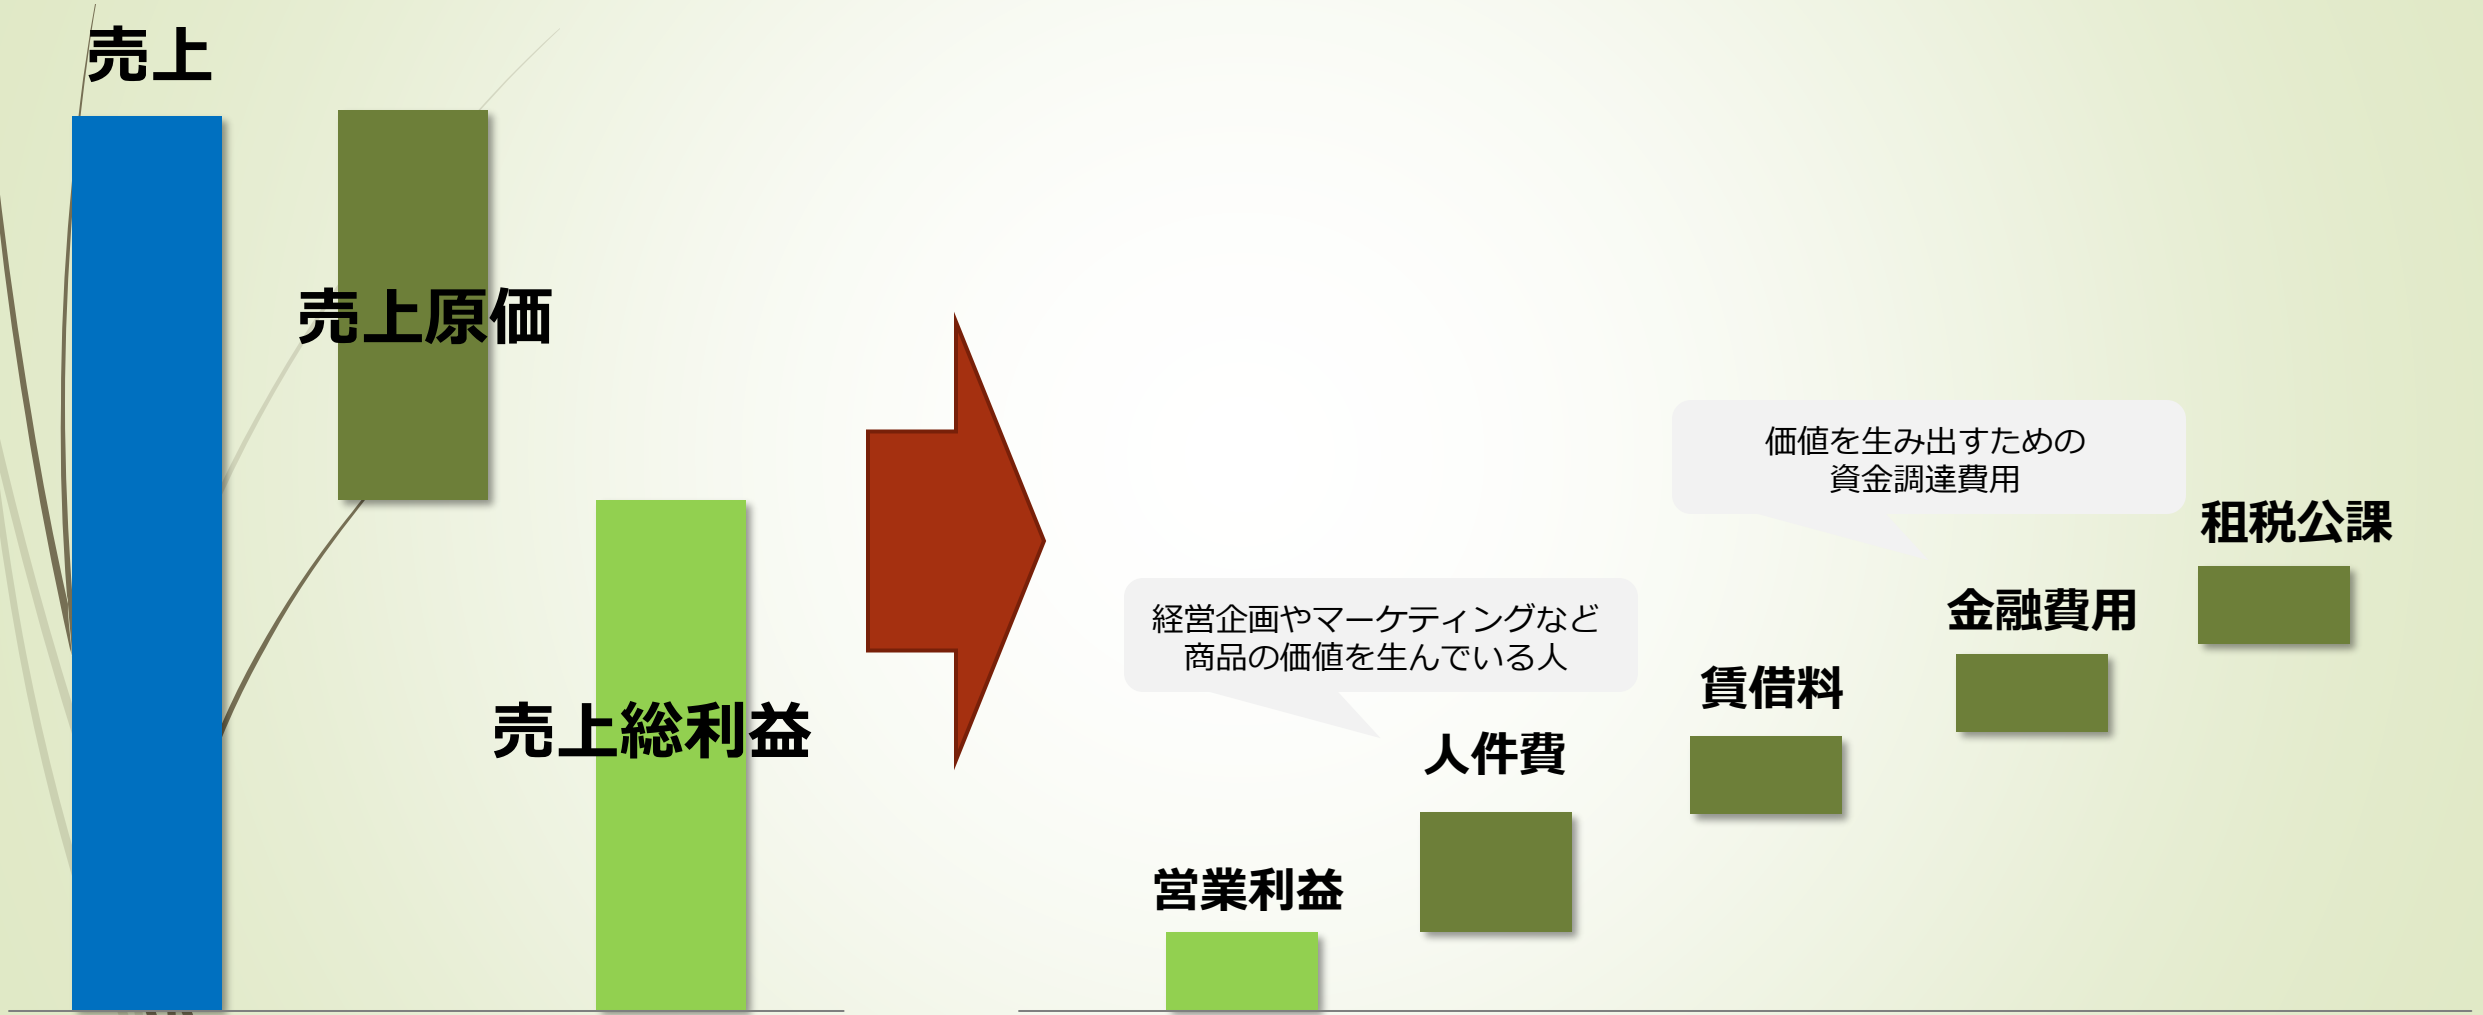 売上
売上原価
売上総利益
価値を生み出すための
資金調達費用
租税公課
経営企画やマーケティングなど
商品の価値を生んでいる人
金融費用
賃借料
人件費
営業利益